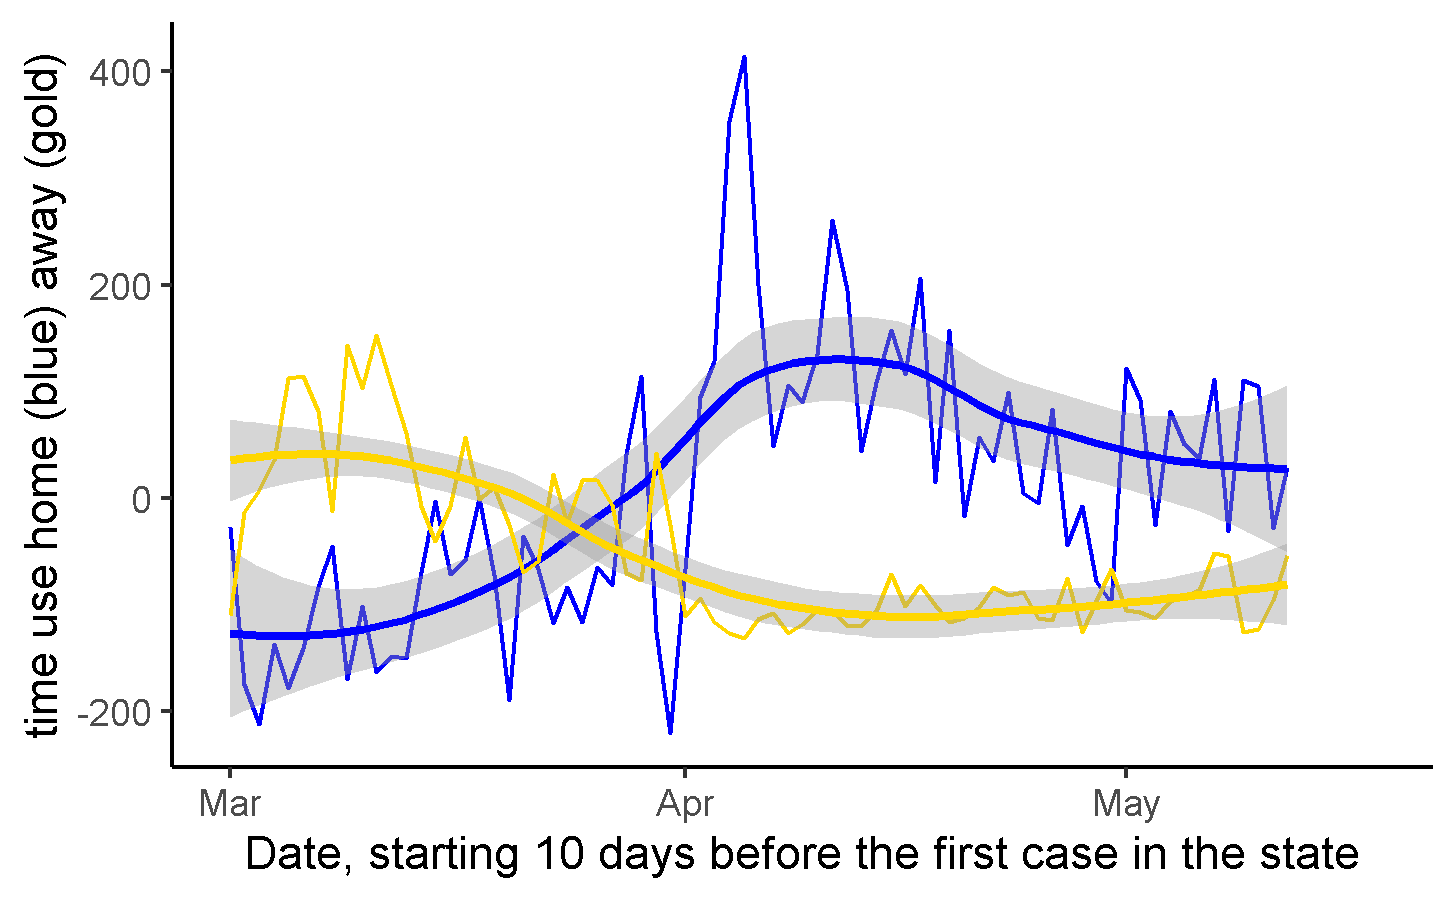 time use home (blue) away (gold)
400
200
0
-200
Mar
Apr
May
Date, starting 10 days before the first case in the state